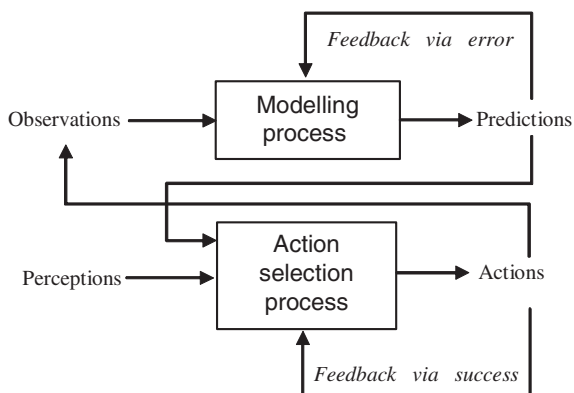 Feedback via error
Modelling
process
Observations
Predictions
Action
selection
process
Perceptions
Actions
Feedback via success